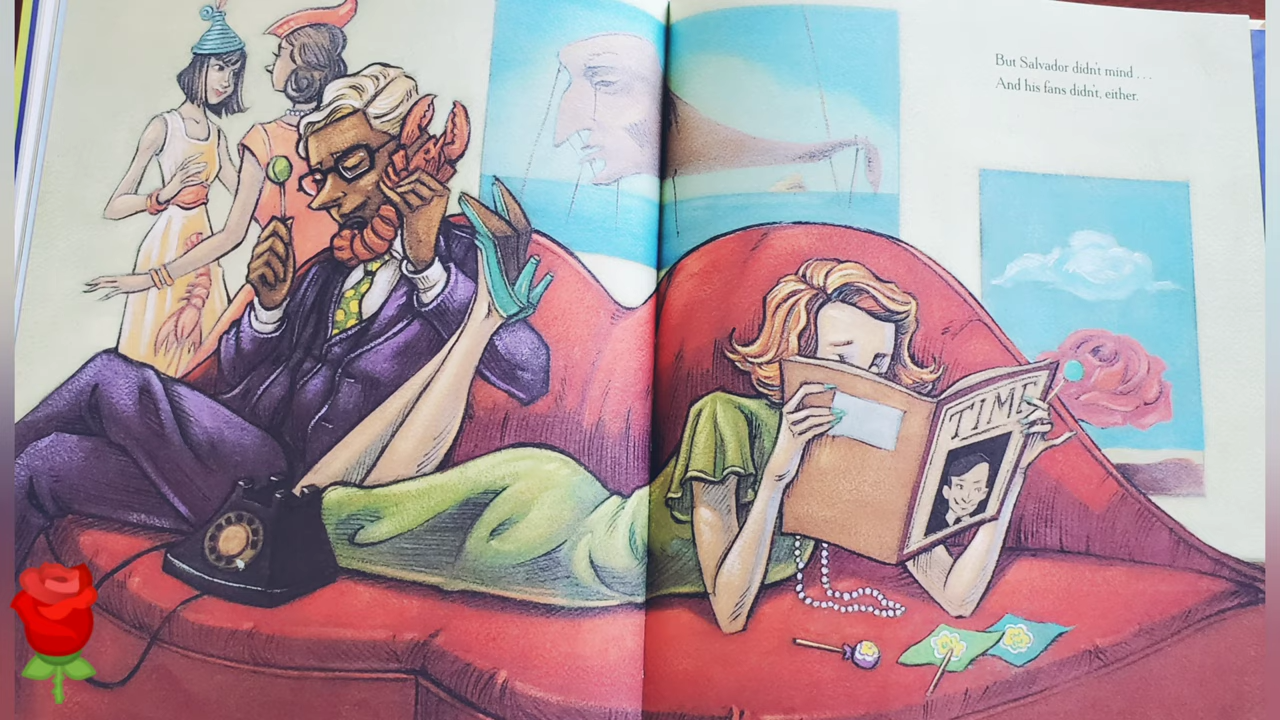 But Salvador didn't mind . . .
And his fans didn't, either.
TIME